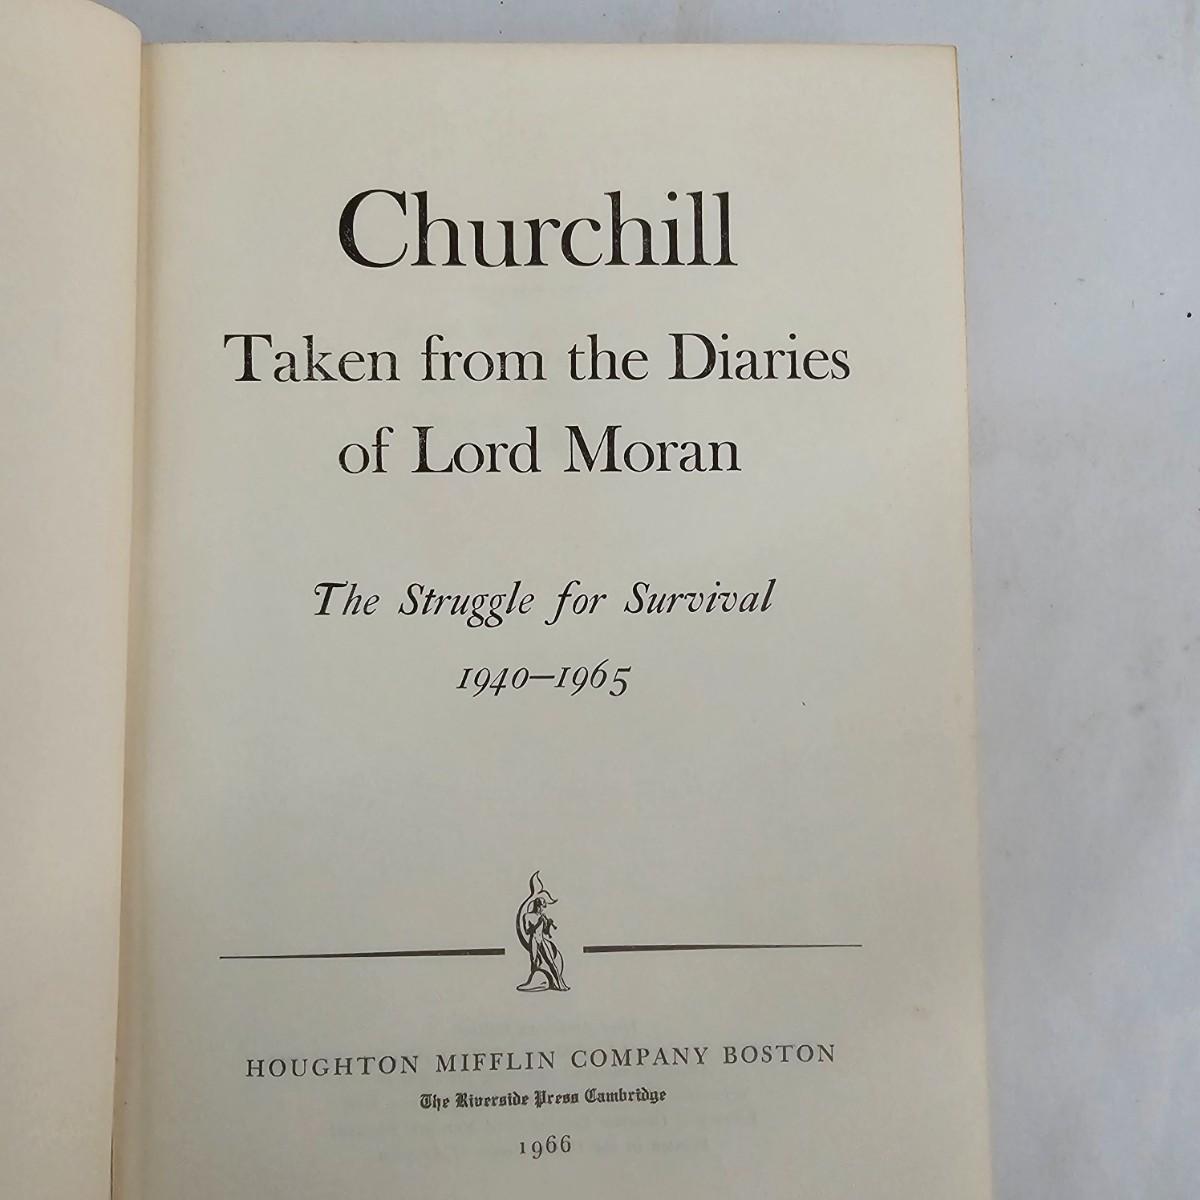 Churchill
Taken from the Diaries
of Lord Moran
The Struggle for Survival
1940–1965
HOUGHTON MIFFLIN COMPANY BOSTON
The Riverside Press Cambridge
1966